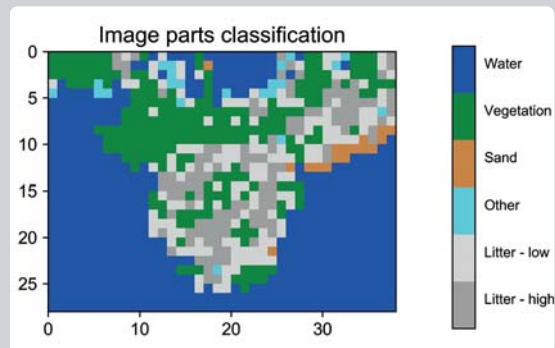 Image parts classification
0
5
10
15
20
25
0 10 20 30
Water
Vegetation
Sand
Other
Litter - low
Litter - high